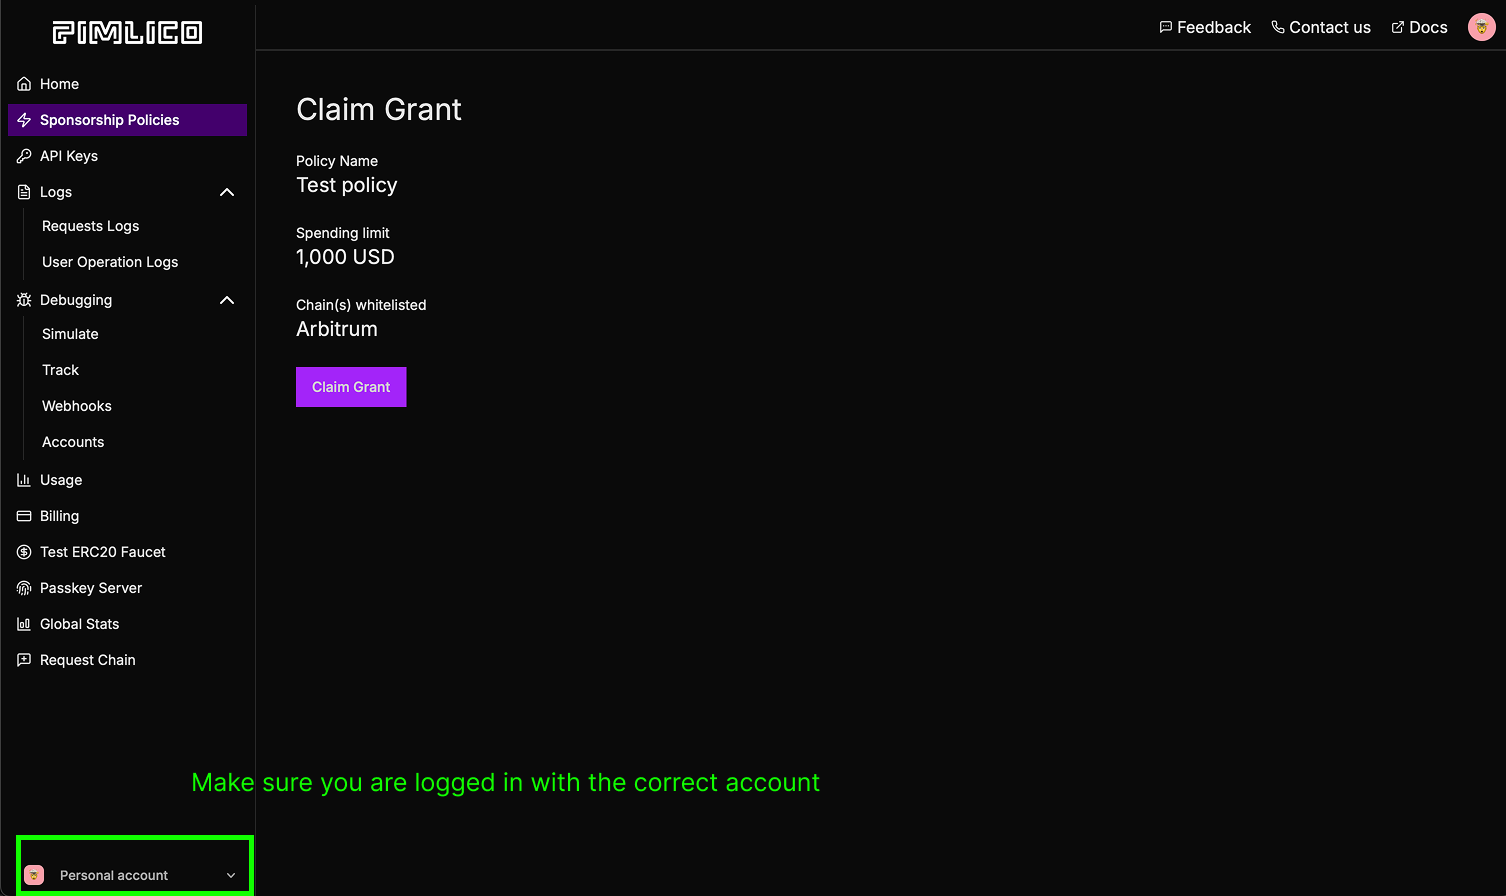 PIMLICO
Feedback
Contact us
Docs
Home
Sponsorship Policies
API Keys
Logs
Requests Logs
User Operation Logs
Debugging
Simulate
Track
Webhooks
Accounts
Usage
Billing
Test ERC20 Faucet
Passkey Server
Global Stats
Request Chain
Claim Grant
Policy Name
Test policy
Spending limit
1,000 USD
Chain(s) whitelisted
Arbitrum
Claim Grant
Make sure you are logged in with the correct account
Personal account